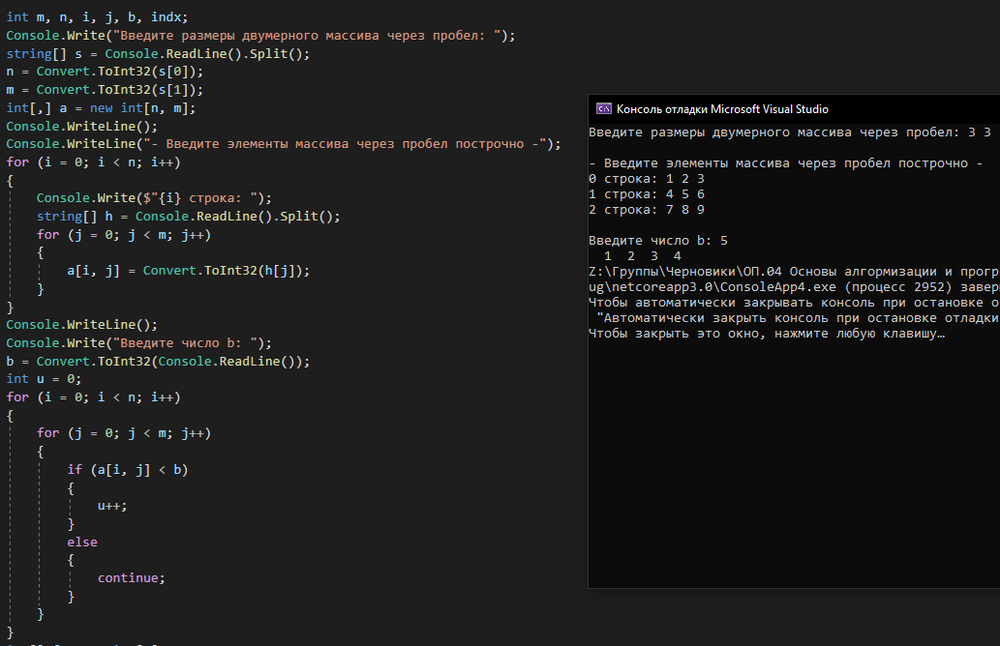 int m, n, i, j, b, indx;
Console.Write("Введите размеры двумерного массива через пробел: ");
string[] s = Console.ReadLine().Split();
n = Convert.ToInt32(s[0]);
m = Convert.ToInt32(s[1]);
int[,] a = new int[n, m];
Console.WriteLine();
Console.WriteLine("- Введите элементы массива через пробел построчно -");
for (i = 0; i < n; i++)
{
Console.Write($"{i} строка: ");
string[] h = Console.ReadLine().Split();
for (j = 0; j < m; j++)
{
a[i, j] = Convert.ToInt32(h[j]);
}
}
Console.WriteLine();
Console.Write("Введите число b: ");
b = Convert.ToInt32(Console.ReadLine());
int u = 0;
for (i = 0; i < n; i++)
{
for (j = 0; j < m; j++)
{
if (a[i, j] < b)
{
u++;
}
else
{
continue;
}
}
}
Консоль отладки Microsoft Visual Studio
Введите размеры двумерного массива через пробел: 3 3
- Введите элементы массива через пробел построчно -
0 строка: 1 2 3
1 строка: 4 5 6
2 строка: 7 8 9
Введите число b: 5
1 2 3 4
Z:\Группы\Черновики\ОП.04 Основы алгормизации и прогр
ug\netcoreapp3.0\ConsoleApp4.exe (процесс 2952) завер
Чтобы автоматически закрывать консоль при остановке о
"Автоматически закрыть консоль при остановке отладки
Чтобы закрыть это окно, нажмите любую клавишу…